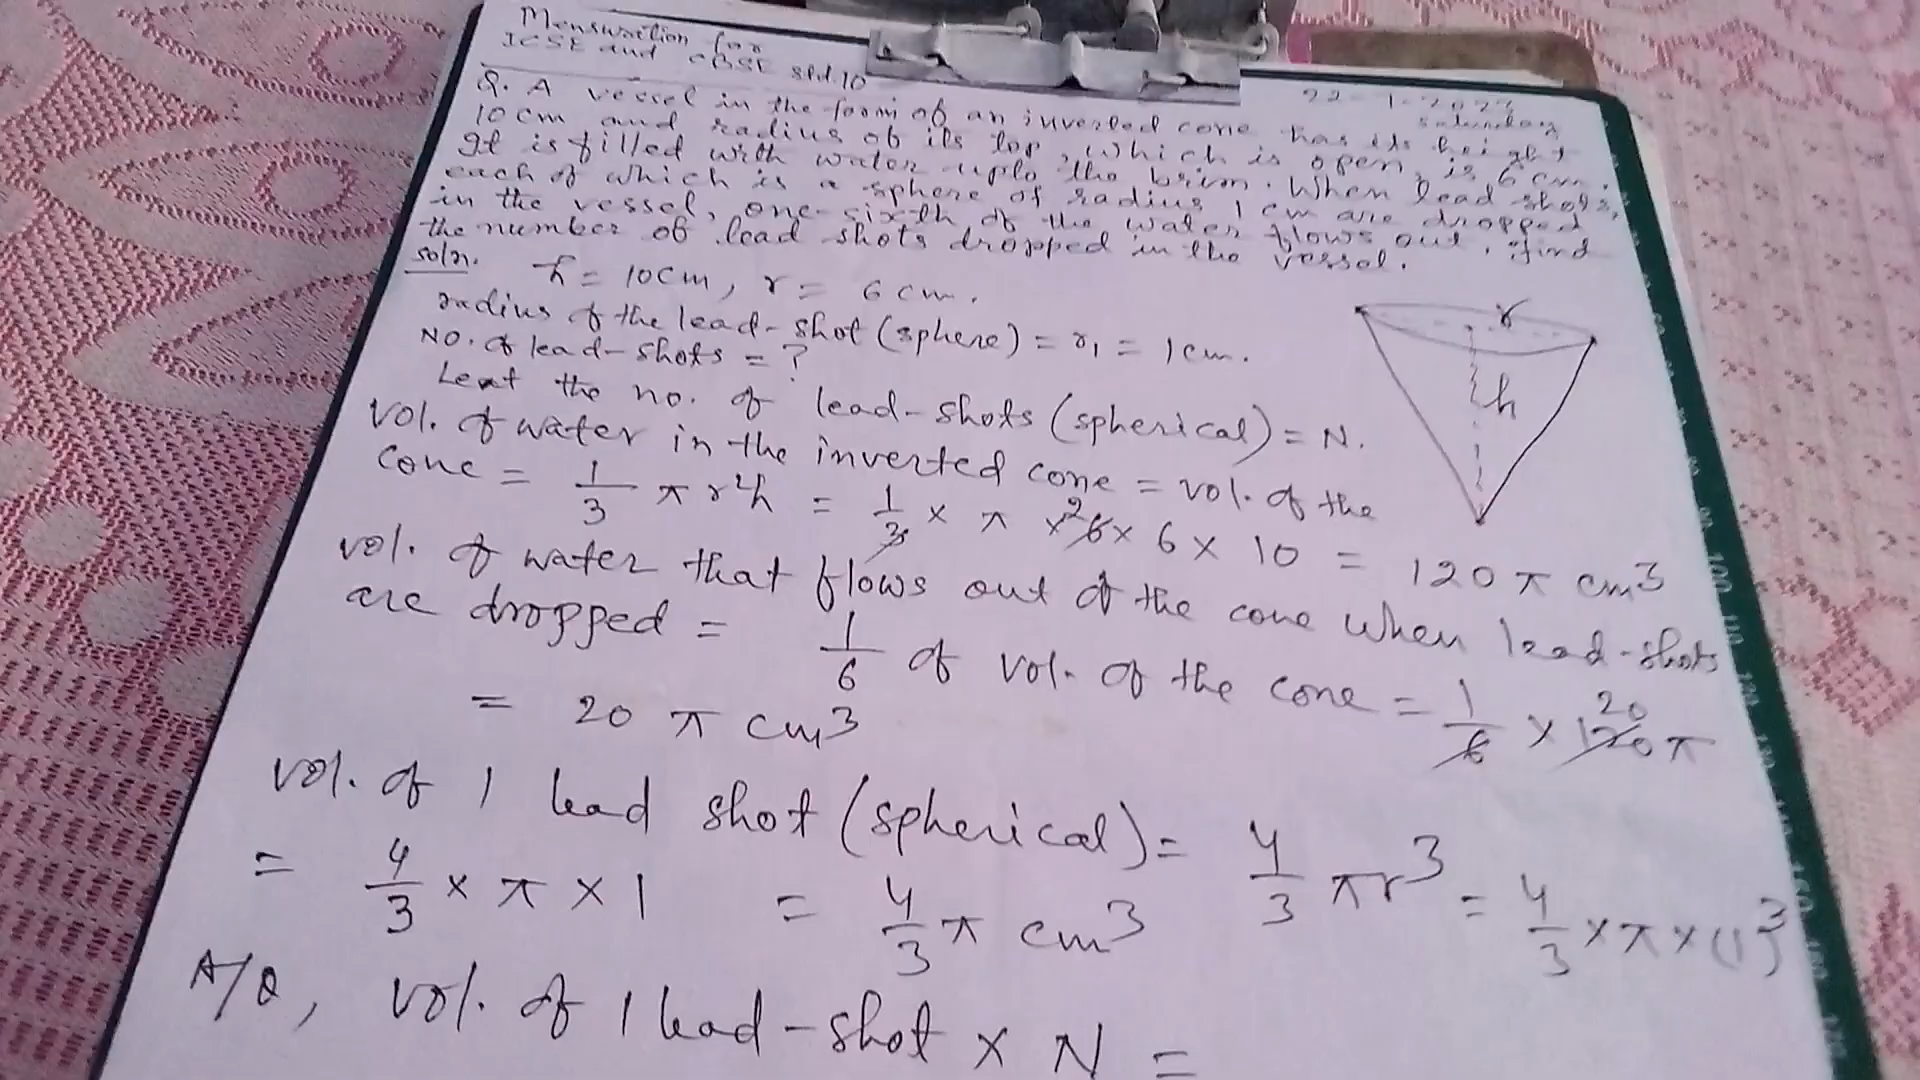 Mensuration for
ICSE and CBSE std. 10
22-1-2022
saturday
Q. A vessel in the form of an inverted cone has its height
10 cm and radius of its top, which is open, is 6 cm.
It is filled with water upto the brim. When lead shots,
each of which is a sphere of radius 1 cm are dropped
in the vessel, one-sixth of the water flows out, find
the number of lead shots dropped in the vessel.
soln. h = 10cm, r = 6 cm.
radius of the lead-shot (sphere) = r₁ = 1cm.
No. of lead-shots = ?
Leat the no. of lead-shots (spherical) = N.
vol. of water in the inverted cone = vol. of the
cone = 1/3 π r²h = 1/3 × π × 6 2 × 6 × 10 = 120 π cm³
vol. of water that flows out of the cone when lead-shots
are dropped = 1/6 of vol. of the cone = 1/6 × 120 20 π
= 20 π cm³
vol. of 1 lead shot (spherical) = 4/3 πr³ = 4/3 × π × (1)³
= 4/3 × π × 1 = 4/3 π cm³
A/Q, vol. of 1 lead-shot × N =
r
h